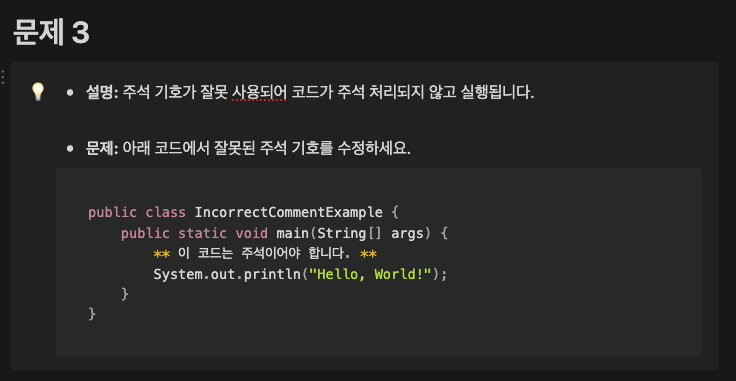 문제 3
설명: 주석 기호가 잘못 사용되어 코드가 주석 처리되지 않고 실행됩니다.
문제: 아래 코드에서 잘못된 주석 기호를 수정하세요.
public class IncorrectCommentExample {
    public static void main(String[] args) {
        ** 이 코드는 주석이어야 합니다. **
        System.out.println("Hello, World!");
    }
}